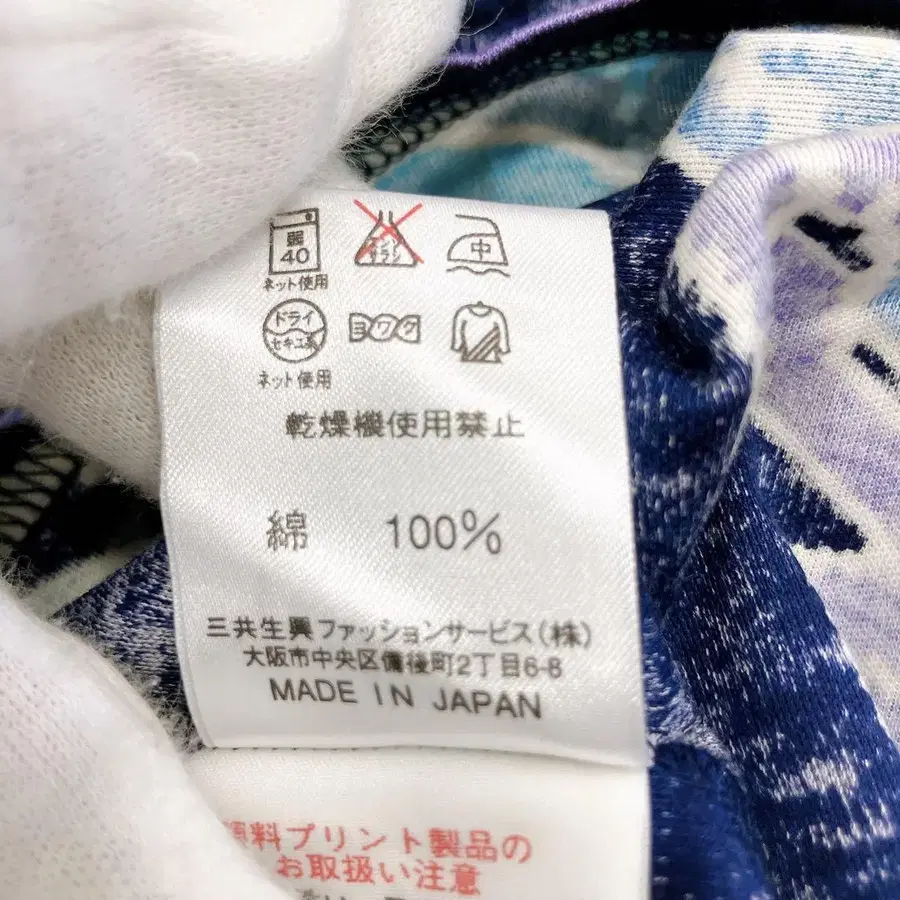 弱
40
ネット使用
エンソ
サラシ
中
ドライ
セキユ系
ネット使用
ヨワク
乾燥機使用禁止
綿 100%
三共生興ファッションサービス(株)
大阪市中央区備後町2丁目6-8
MADE IN JAPAN
顔料プリント製品の
お取扱い注意